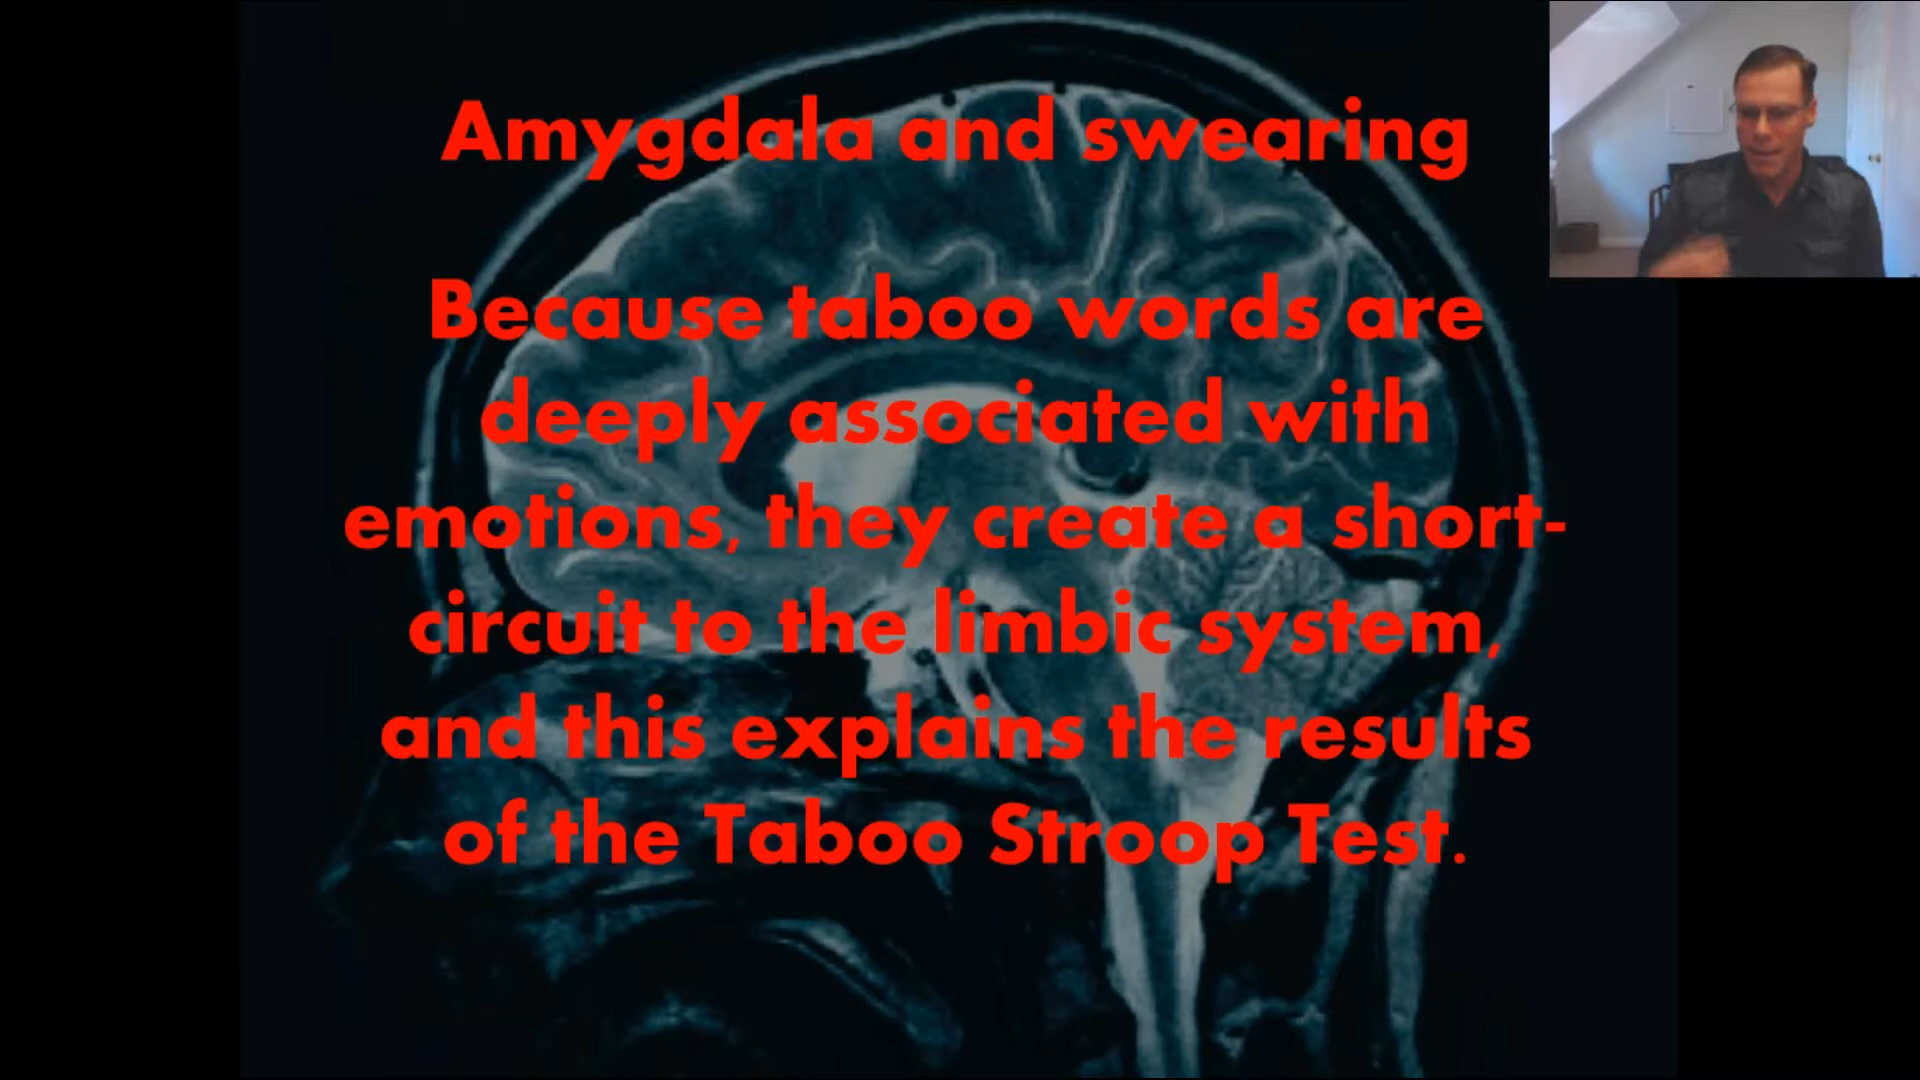 Amygdala and swearing
Because taboo words are
deeply associated with
emotions, they create a short-
circuit to the limbic system,
and this explains the results
of the Taboo Stroop Test.